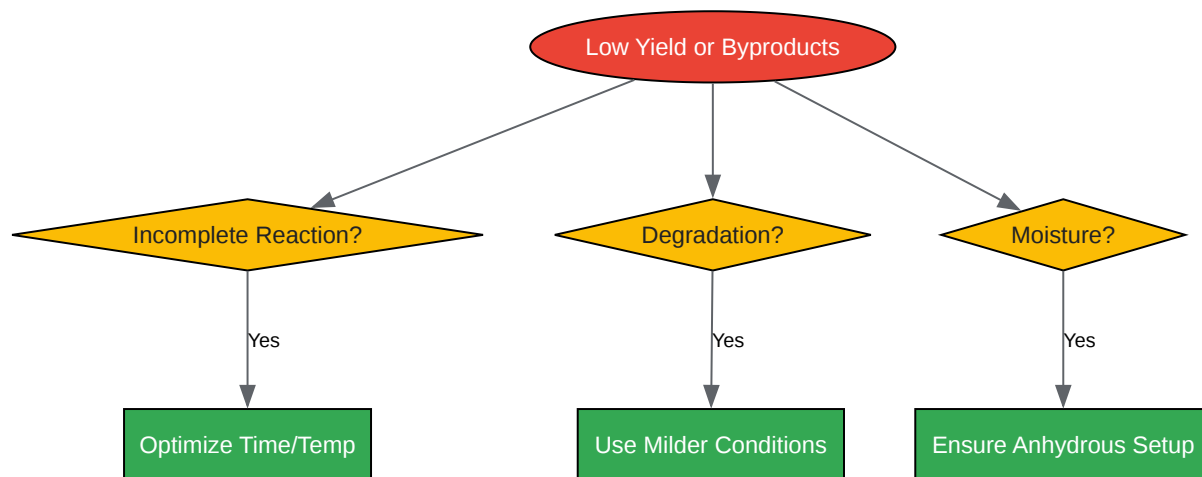 Low Yield or Byproducts
Incomplete Reaction?
Degradation?
Moisture?
Yes
Yes
Yes
Optimize Time/Temp
Use Milder Conditions
Ensure Anhydrous Setup